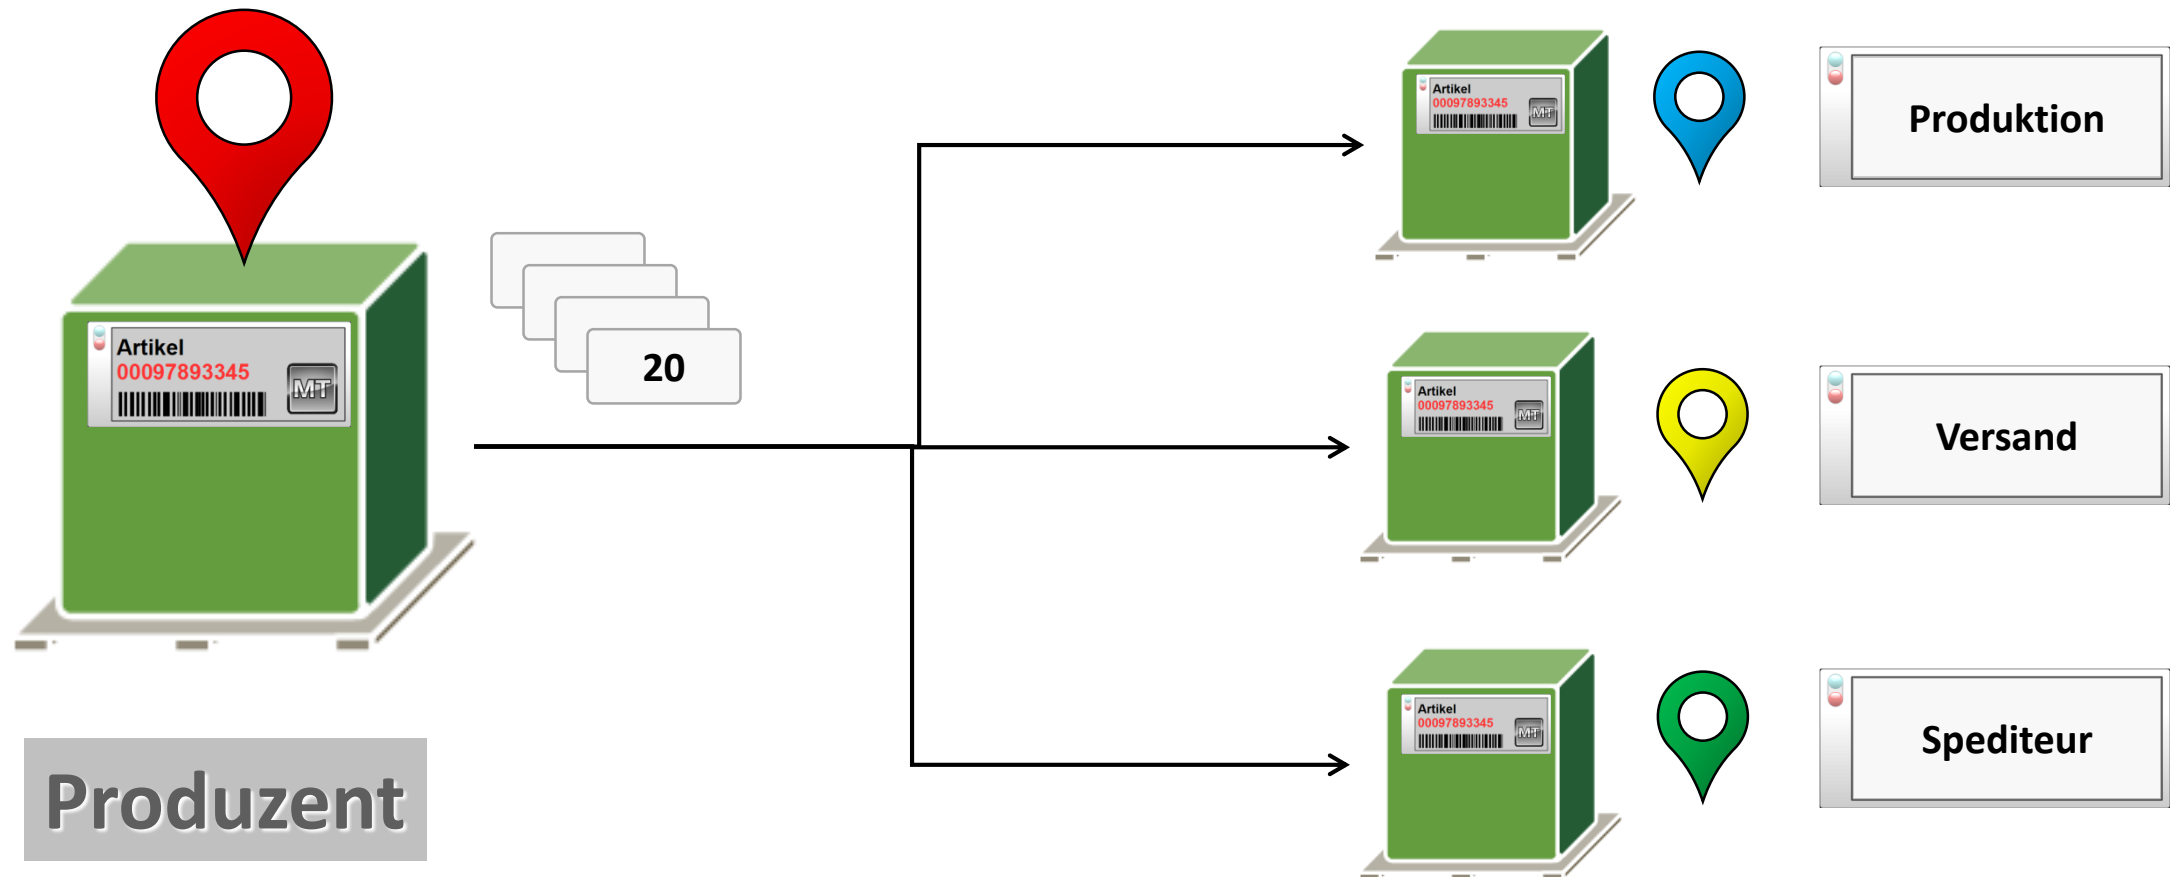 Artikel
00097893345
MT
Produzent
20
Artikel
00097893345
MT
Produktion
Artikel
00097893345
MT
Versand
Artikel
00097893345
MT
Spediteur